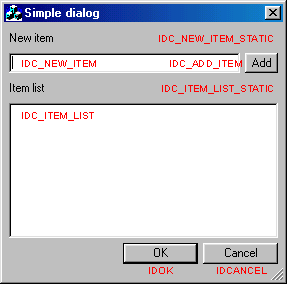 Simple dialog
New item IDC_NEW_ITEM_STATIC
IDC_NEW_ITEM IDC_ADD_ITEM Add
Item list IDC_ITEM_LIST_STATIC
IDC_ITEM_LIST
OK Cancel
IDOK IDCANCEL